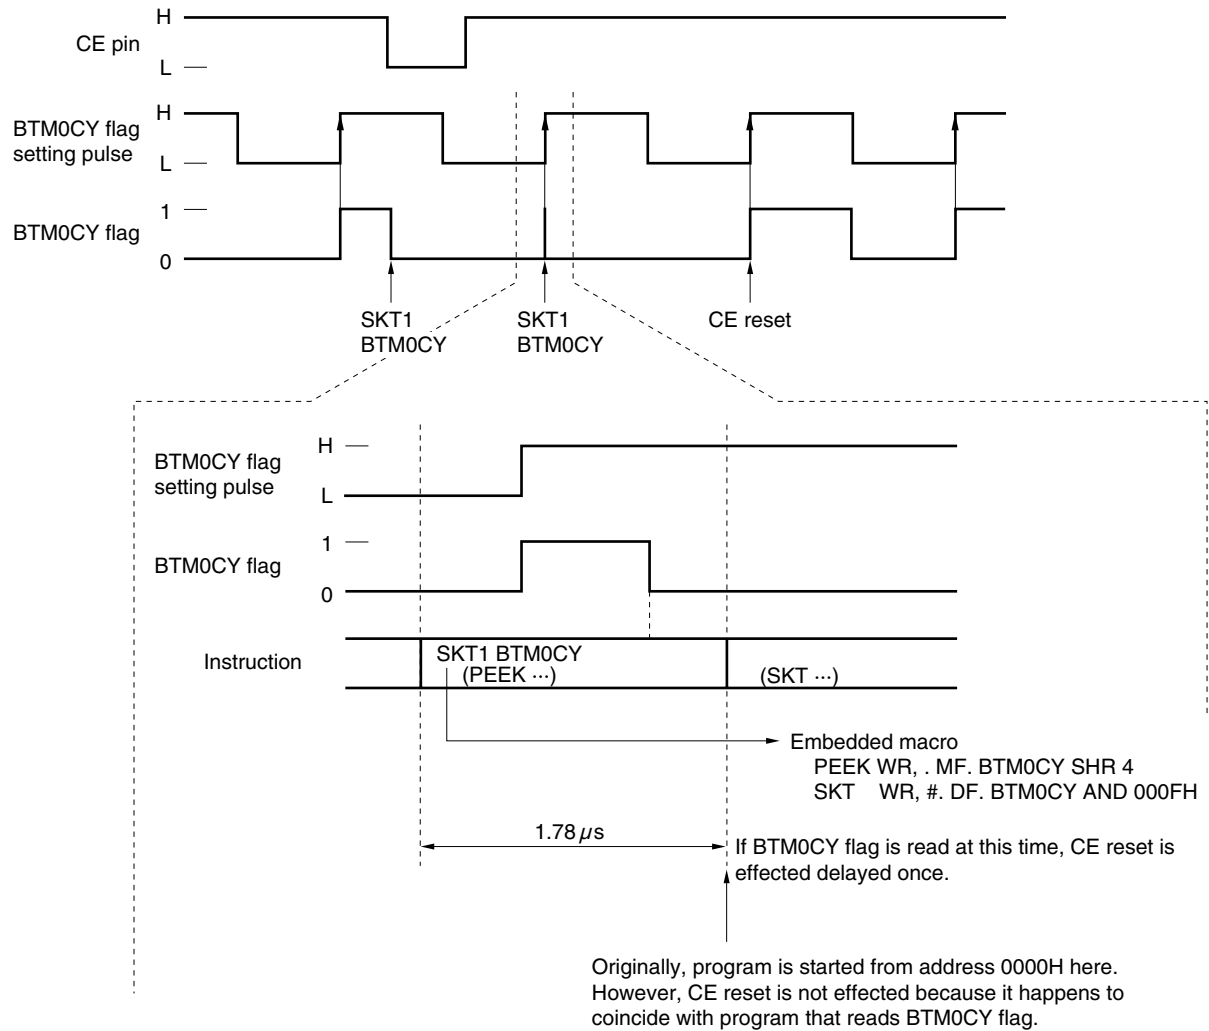 H
CE pin
L
H
BTM0CY flag
setting pulse
L
1
BTM0CY flag
0
SKT1
BTM0CY
SKT1
BTM0CY
CE reset
H
BTM0CY flag
setting pulse
L
1
BTM0CY flag
0
Instruction
SKT1 BTM0CY
(PEEK ···)
(SKT ···)
Embedded macro
PEEK WR, . MF. BTM0CY SHR 4
SKT WR, #. DF. BTM0CY AND 000FH
1.78 µs
If BTM0CY flag is read at this time, CE reset is
effected delayed once.
Originally, program is started from address 0000H here.
However, CE reset is not effected because it happens to
coincide with program that reads BTM0CY flag.